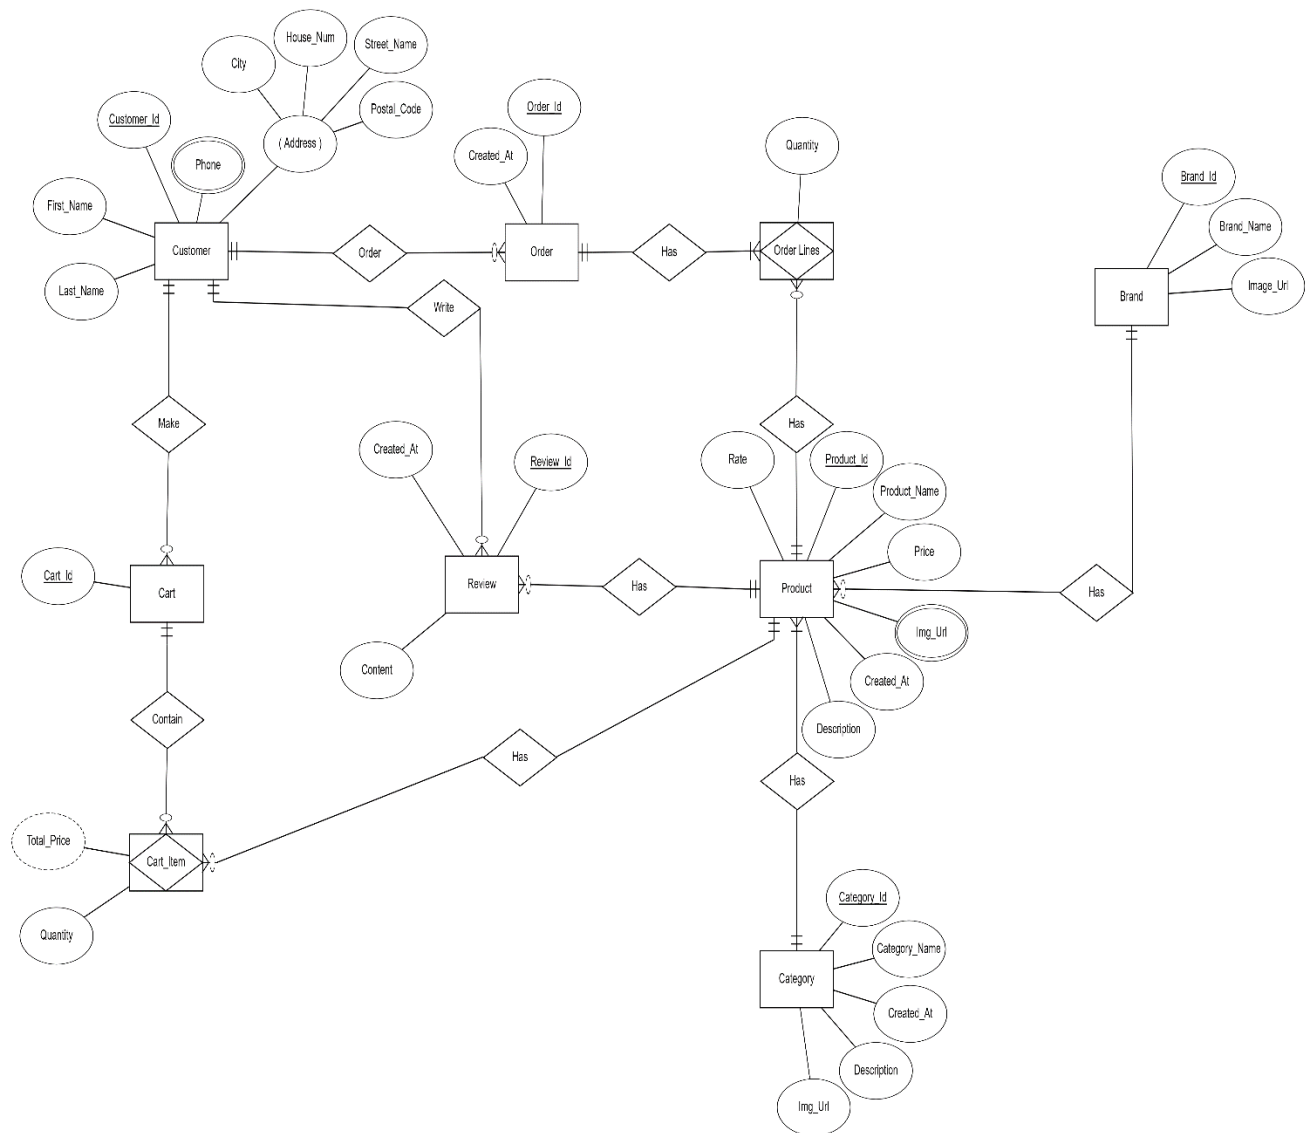 House_Num
Street_Name
City
Postal_Code
Order_Id
Customer_Id
( Address )
Quantity
Created_At
Phone
Brand_Id
First_Name
Brand_Name
Customer
Order
Order
Has
Order Lines
Last_Name
Image_Url
Brand
Write
Make
Has
Created_At
Review_Id
Rate
Product_Id
Product_Name
Price
Cart_Id
Cart
Review
Has
Product
Has
Img_Url
Content
Created_At
Contain
Description
Has
Has
Total_Price
Cart_Item
Category_Id
Quantity
Category_Name
Category
Created_At
Description
Img_Url